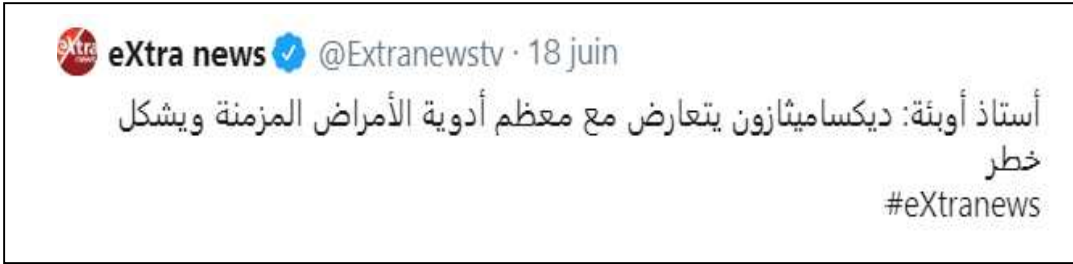 eXtra news @Extranewstv · 18 juin
أستاذ أوبئة: ديكساميثازون يتعارض مع معظم أدوية الأمراض المزمنة ويشكل
خطر
#eXtranews